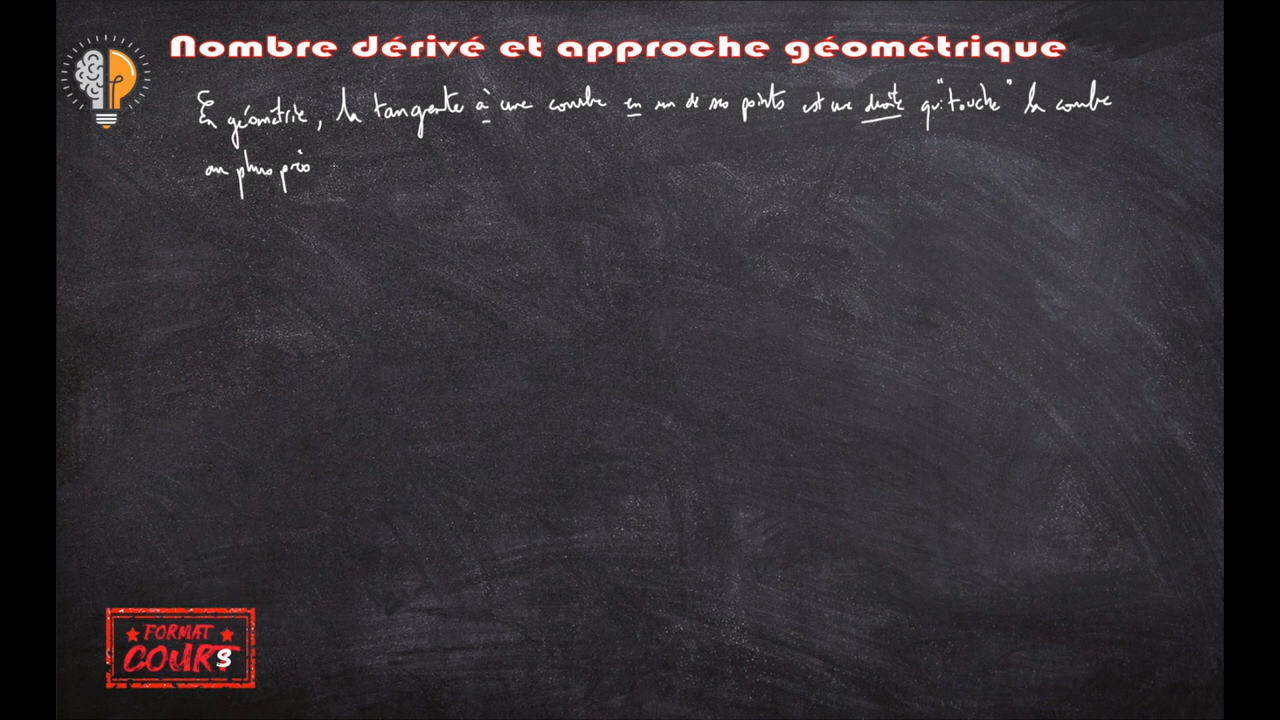 Nombre dérivé et approche géométrique
En géométrie, la tangente à une courbe en un de ses points est une droite qui "touche" la courbe
au plus près
FORMAT
COURS